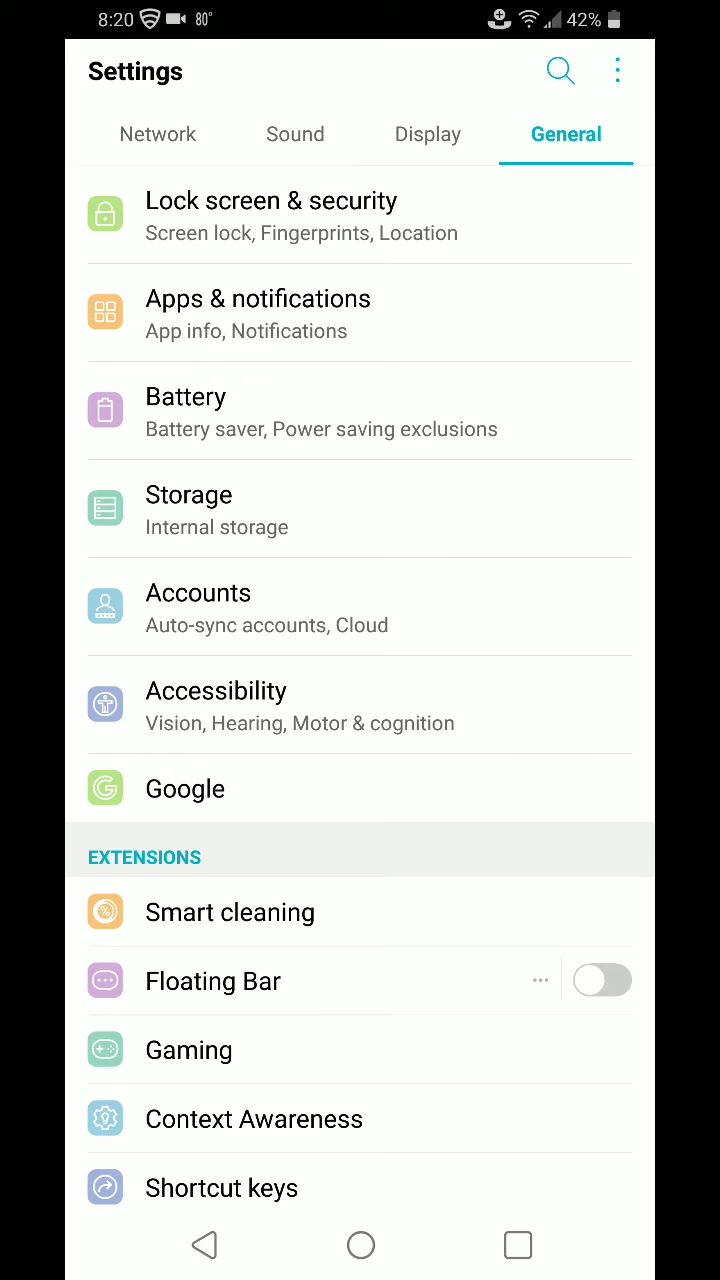 8:20 80° 42%
Settings
Network Sound Display General
Lock screen & security
Screen lock, Fingerprints, Location
Apps & notifications
App info, Notifications
Battery
Battery saver, Power saving exclusions
Storage
Internal storage
Accounts
Auto-sync accounts, Cloud
Accessibility
Vision, Hearing, Motor & cognition
Google
EXTENSIONS
Smart cleaning
Floating Bar
Gaming
Context Awareness
Shortcut keys